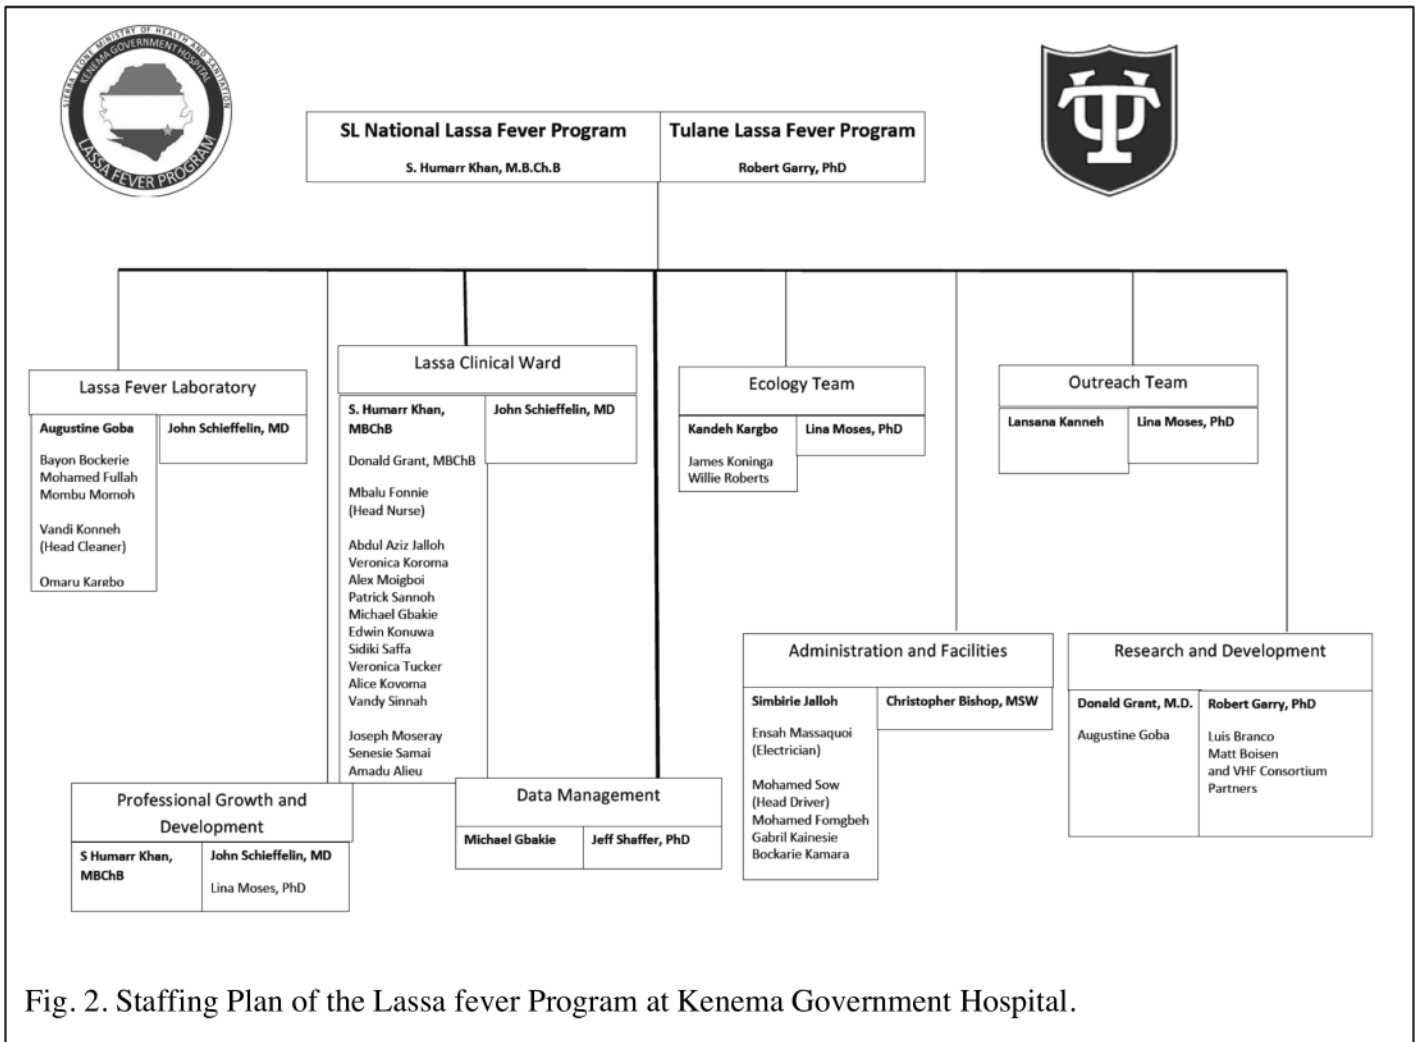 SIERRA LEONE MINISTRY OF HEALTH AND SANITATION
KENEMA GOVERNMENT HOSPITAL
LASSA FEVER PROGRAM
TU
SL National Lassa Fever Program
S. Humarr Khan, M.B.Ch.B
Tulane Lassa Fever Program
Robert Garry, PhD
Lassa Fever Laboratory
Augustine Goba
Bayon Bockerie
Mohamed Fullah
Mombu Momoh
Vandi Konneh
(Head Cleaner)
Omaru Kargbo
John Schieffelin, MD
Lassa Clinical Ward
S. Humarr Khan,
MBChB
Donald Grant, MBChB
Mbalu Fonnie
(Head Nurse)
Abdul Aziz Jalloh
Veronica Koroma
Alex Moigboi
Patrick Sannoh
Michael Gbakie
Edwin Konuwa
Sidiki Saffa
Veronica Tucker
Alice Kovoma
Vandy Sinnah
Joseph Moseray
Senesie Samai
Amadu Alieu
John Schieffelin, MD
Ecology Team
Kandeh Kargbo
James Koninga
Willie Roberts
Lina Moses, PhD
Outreach Team
Lansana Kanneh
Lina Moses, PhD
Professional Growth and
Development
S Humarr Khan,
MBChB
John Schieffelin, MD
Lina Moses, PhD
Data Management
Michael Gbakie
Jeff Shaffer, PhD
Administration and Facilities
Simbirie Jalloh
Ensah Massaquoi
(Electrician)
Mohamed Sow
(Head Driver)
Mohamed Fomgbeh
Gabril Kainesie
Bockarie Kamara
Christopher Bishop, MSW
Research and Development
Donald Grant, M.D.
Augustine Goba
Robert Garry, PhD
Luis Branco
Matt Boisen
and VHF Consortium
Partners
Fig. 2. Staffing Plan of the Lassa fever Program at Kenema Government Hospital.